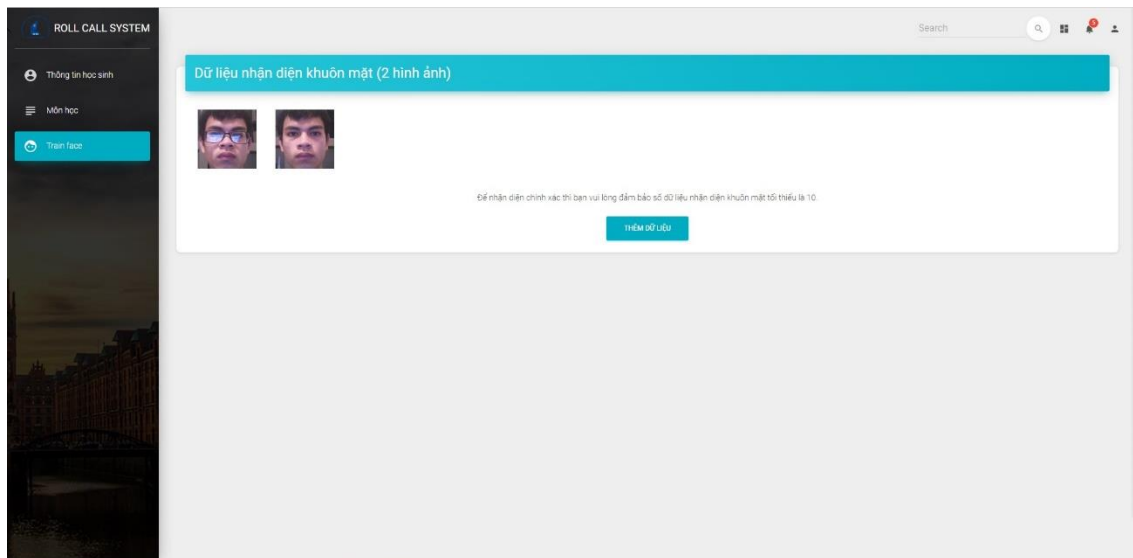 ROLL CALL SYSTEM
Search
5
Thông tin học sinh
Môn học
Train face
Dữ liệu nhận diện khuôn mặt (2 hình ảnh)
Để nhận diện chính xác thì bạn vui lòng đảm bảo số dữ liệu nhận diện khuôn mặt tối thiểu là 10.
THÊM DỮ LIỆU